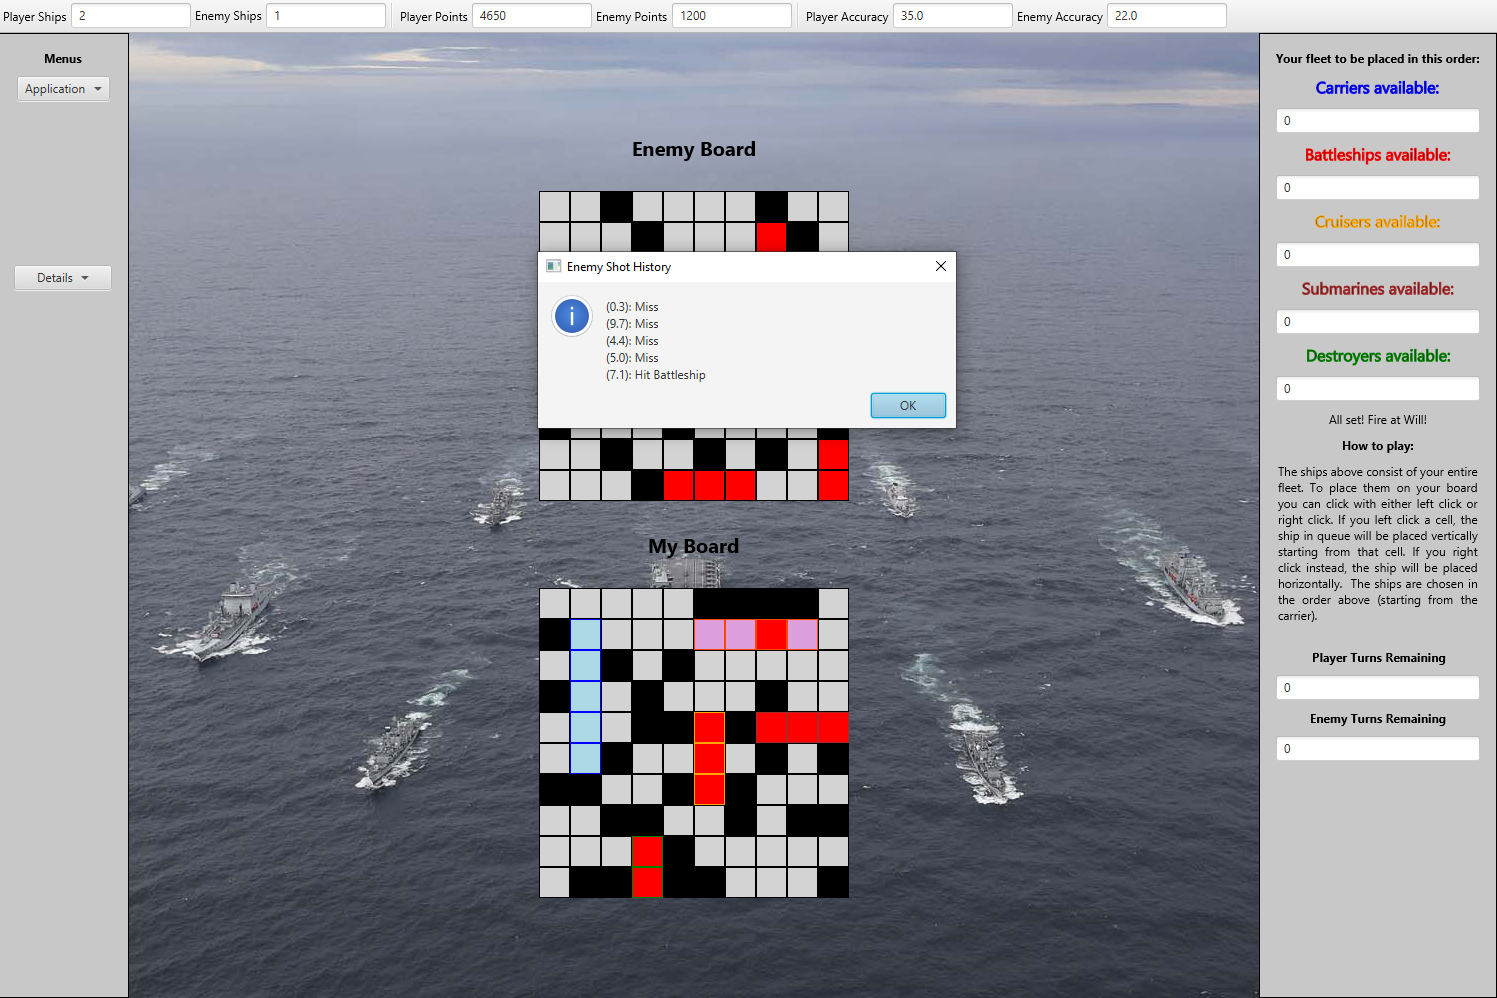 Player Ships 2 Enemy Ships 1 Player Points 4650 Enemy Points 1200 Player Accuracy 35.0 Enemy Accuracy 22.0
Menus
Application
Details
Enemy Board
Enemy Shot History
(0.3): Miss
(9.7): Miss
(4.4): Miss
(5.0): Miss
(7.1): Hit Battleship
OK
My Board
Your fleet to be placed in this order:
Carriers available:
0
Battleships available:
0
Cruisers available:
0
Submarines available:
0
Destroyers available:
0
All set! Fire at Will!
How to play:
The ships above consist of your entire
fleet. To place them on your board
you can click with either left click or
right click. If you left click a cell, the
ship in queue will be placed vertically
starting from that cell. If you right
click instead, the ship will be placed
horizontally. The ships are chosen in
the order above (starting from the
carrier).
Player Turns Remaining
0
Enemy Turns Remaining
0